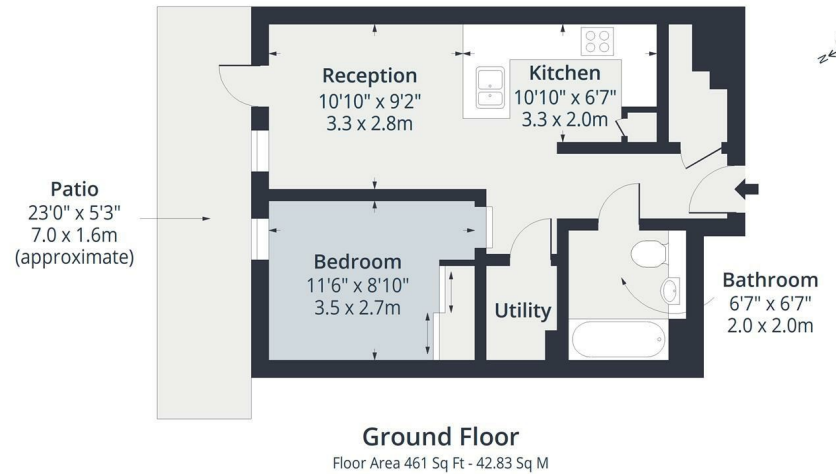 Reception
10'10" x 9'2"
3.3 x 2.8m
Kitchen
10'10" x 6'7"
3.3 x 2.0m
Patio
23'0" x 5'3"
7.0 x 1.6m
(approximate)
Bedroom
11'6" x 8'10"
3.5 x 2.7m
Utility
Bathroom
6'7" x 6'7"
2.0 x 2.0m
Ground Floor
Floor Area 461 Sq Ft - 42.83 Sq M
N